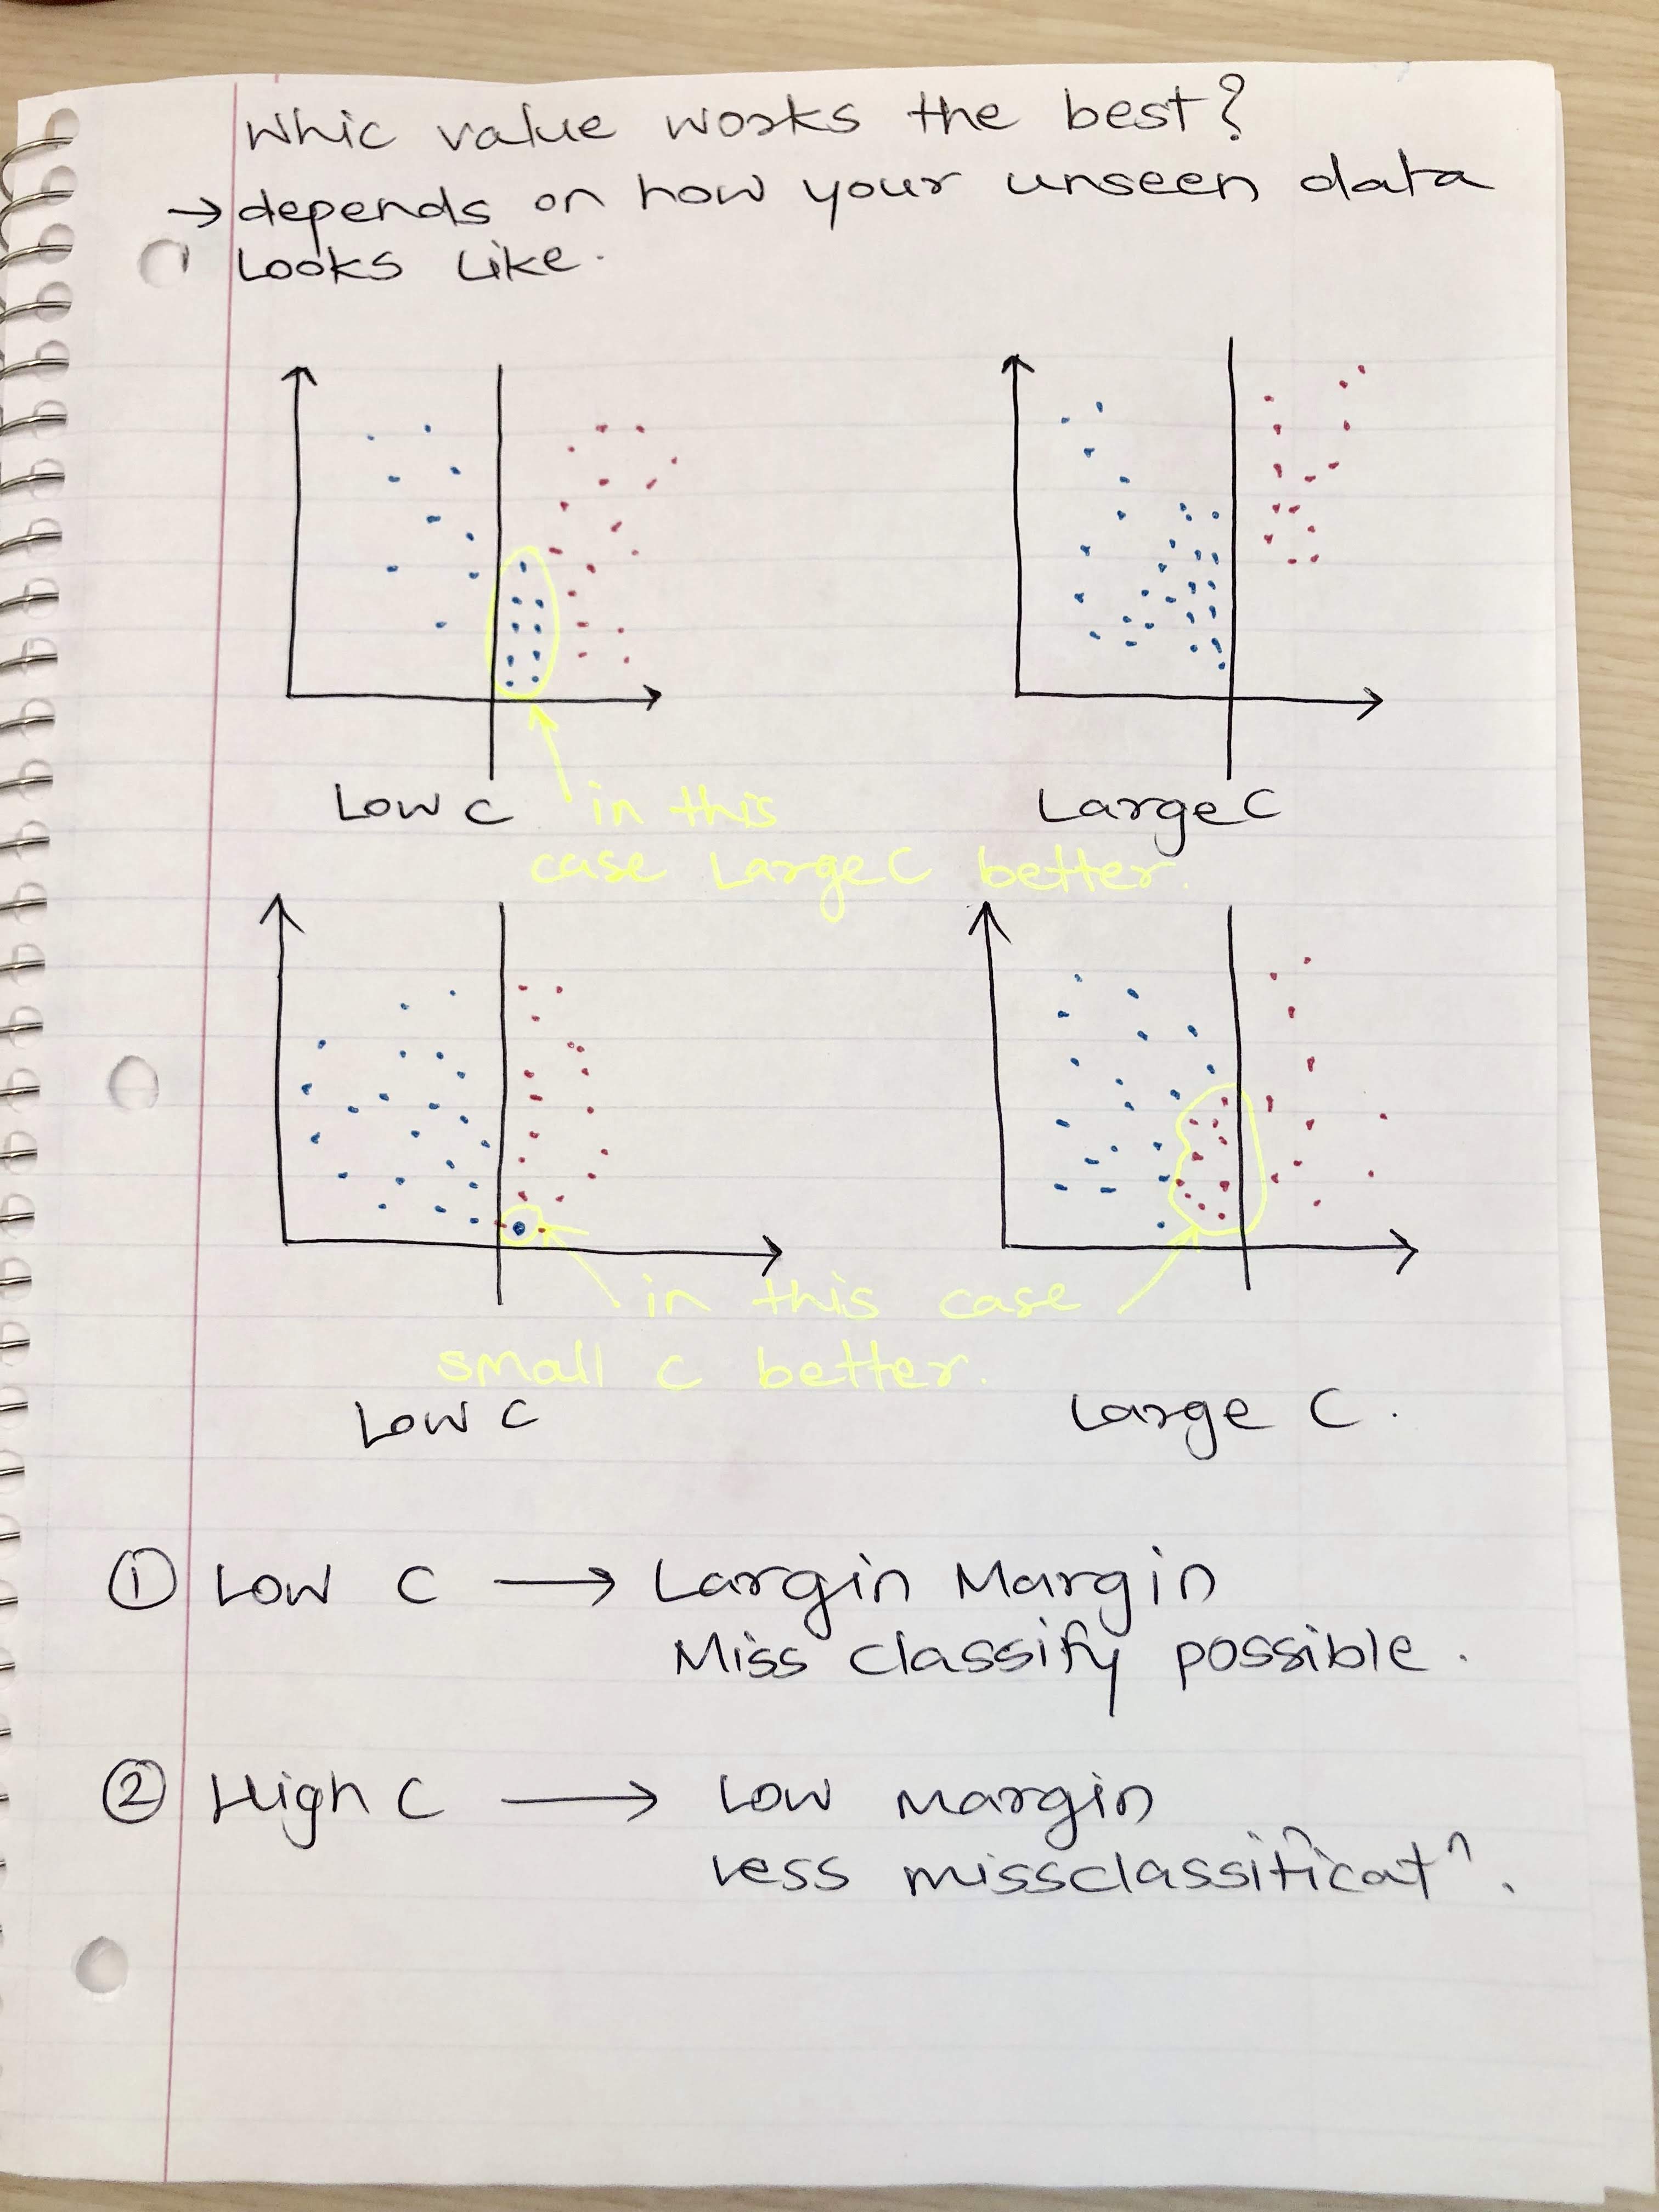 Whic value works the best?
→ depends on how your unseen data
Looks Like.
Low C
Large C
in this
case Large C better.
in this case
small C better.
Low C
Large C.
① Low C → Largin Margin
Miss classify possible.
② High C → Low Margin
Less missclassificatⁿ.